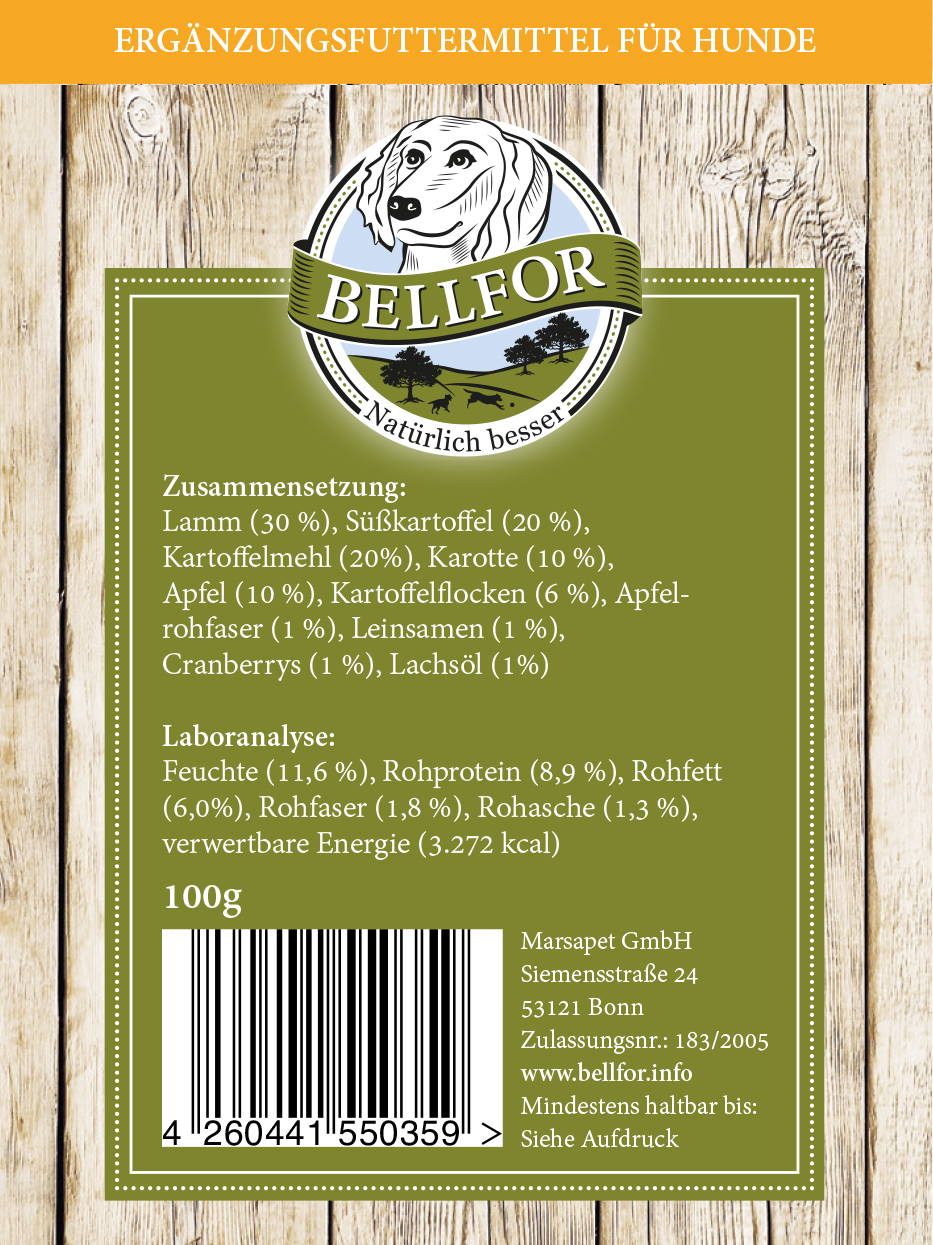 ERGÄNZUNGSFUTTERMITTEL FÜR HUNDE
BELLFOR
Natürlich besser
Zusammensetzung:
Lamm (30 %), Süßkartoffel (20 %),
Kartoffelmehl (20%), Karotte (10 %),
Apfel (10 %), Kartoffelflocken (6 %), Apfel-
rohfaser (1 %), Leinsamen (1 %),
Cranberrys (1 %), Lachsöl (1%)
Laboranalyse:
Feuchte (11,6 %), Rohprotein (8,9 %), Rohfett
(6,0%), Rohfaser (1,8 %), Rohasche (1,3 %),
verwertbare Energie (3.272 kcal)
100g
4 260441 550359 >
Marsapet GmbH
Siemensstraße 24
53121 Bonn
Zulassungsnr.: 183/2005
www.bellfor.info
Mindestens haltbar bis:
Siehe Aufdruck